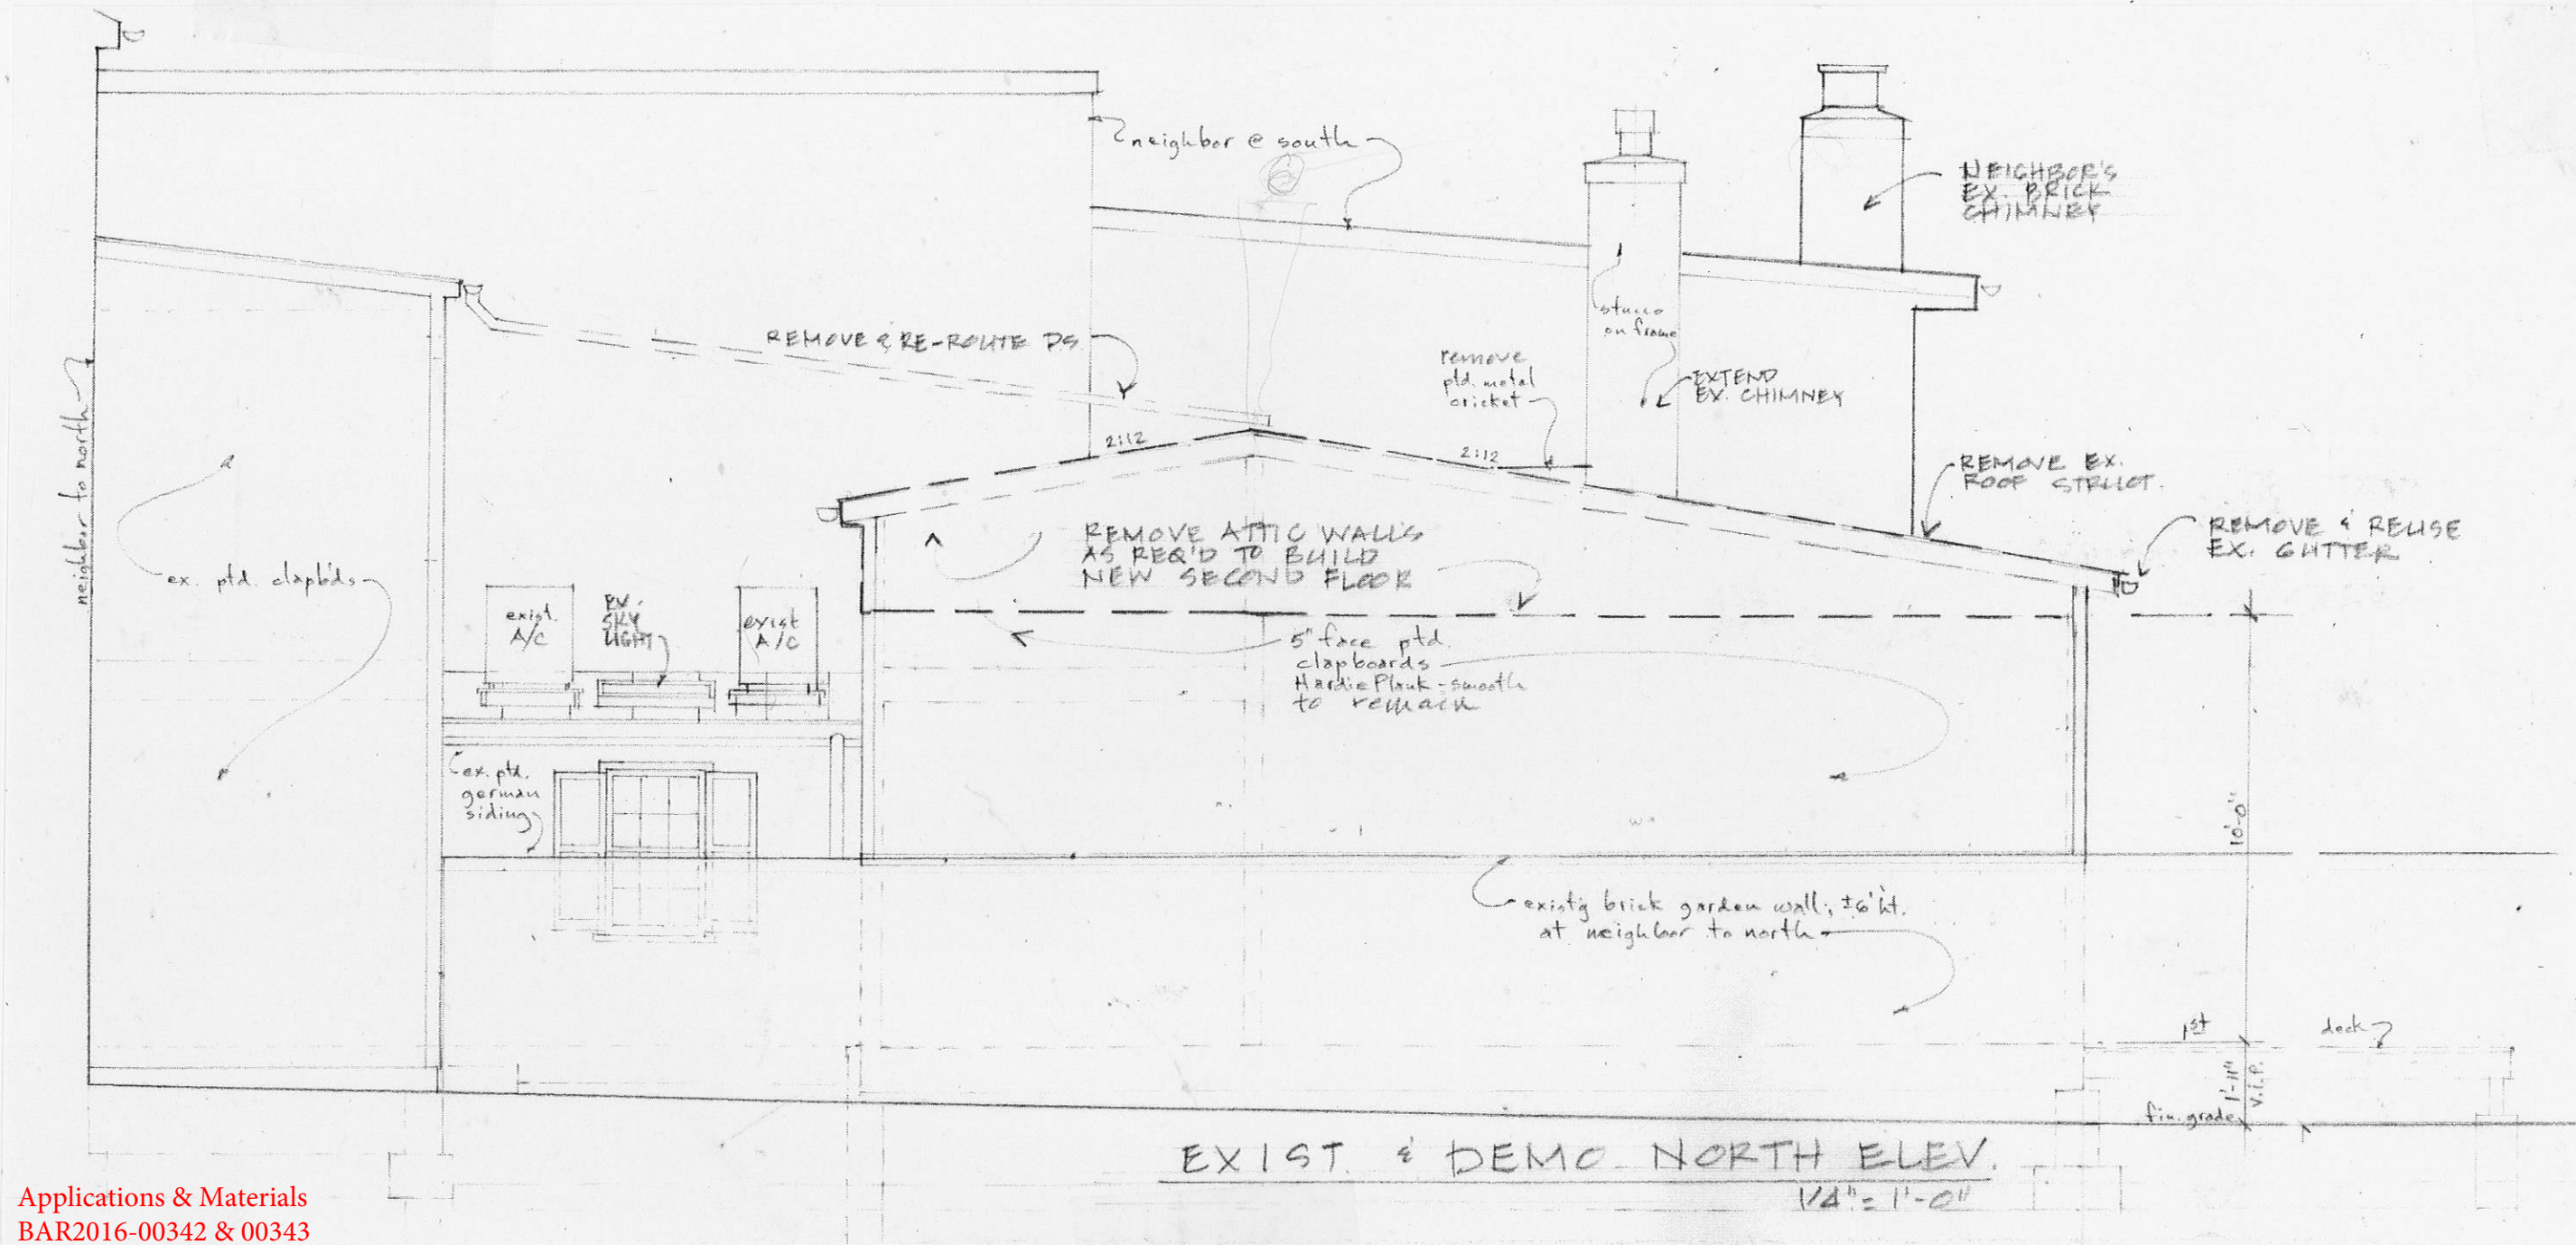 neighbor @ south
NEIGHBOR'S
EX. BRICK
CHIMNEY
stucco
on frame
REMOVE & RE-ROUTE DS
remove
ptd. metal
cricket
EXTEND
EX. CHIMNEY
neighbor to north
2:12
2:12
REMOVE EX.
ROOF STRUCT.
REMOVE & REUSE
EX. GUTTER
REMOVE ATTIC WALLS
AS REQ'D TO BUILD
NEW SECOND FLOOR
ex. ptd. clapb'ds
exist.
A/C
EX.
SKY
LIGHT
exist
A/C
5" face ptd.
clapboards
HardiePlank - smooth
to remain
ex. ptd.
german
siding
10'-0"
exist'g brick garden wall; ±6' ht.
at neighbor to north
1st
deck
1'-11"
V.I.F.
fin. grade
EXIST. & DEMO NORTH ELEV.
1/4" = 1'-0"
Applications & Materials
BAR2016-00342 & 00343